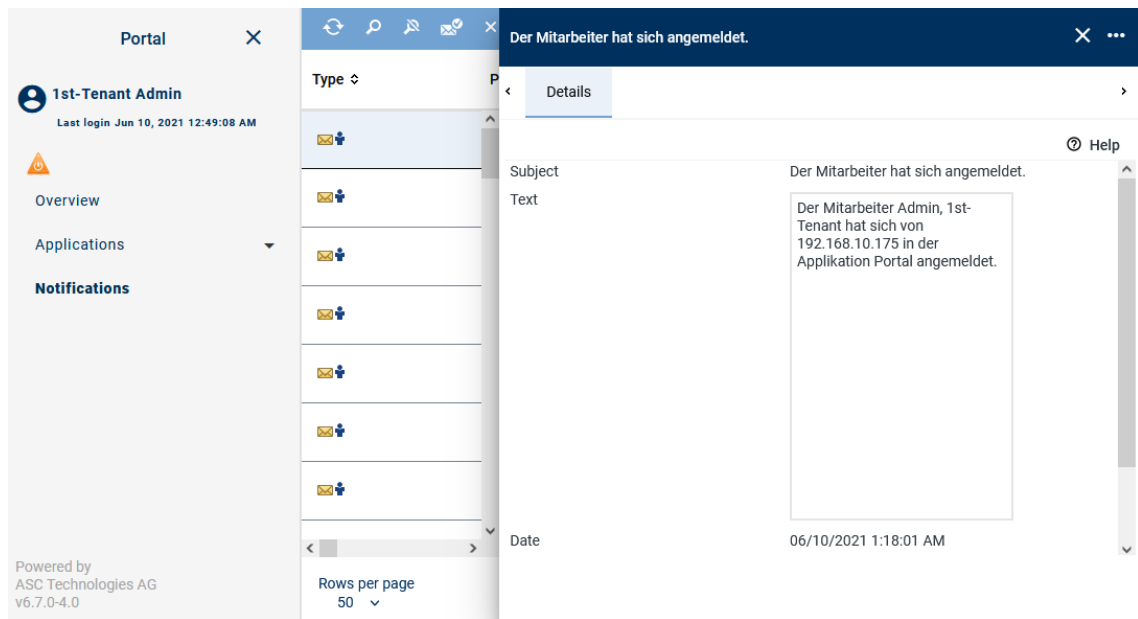 Portal
1st-Tenant Admin
Last login Jun 10, 2021 12:49:08 AM
Overview
Applications
Notifications
Powered by
ASC Technologies AG
v6.7.0-4.0
Type
P
Rows per page
50
Der Mitarbeiter hat sich angemeldet.
Details
Help
Subject
Der Mitarbeiter hat sich angemeldet.
Text
Der Mitarbeiter Admin, 1st-
Tenant hat sich von
192.168.10.175 in der
Applikation Portal angemeldet.
Date
06/10/2021 1:18:01 AM